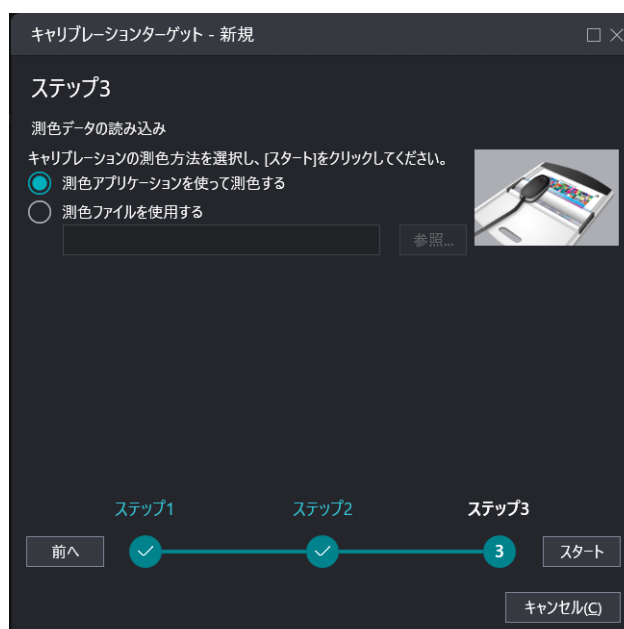 キャリブレーションターゲット - 新規
ステップ3
測色データの読み込み
キャリブレーションの測色方法を選択し、[スタート]をクリックしてください。
測色アプリケーションを使って測色する
測色ファイルを使用する
参照...
ステップ1 ステップ2 ステップ3
前へ 3 スタート
キャンセル(C)